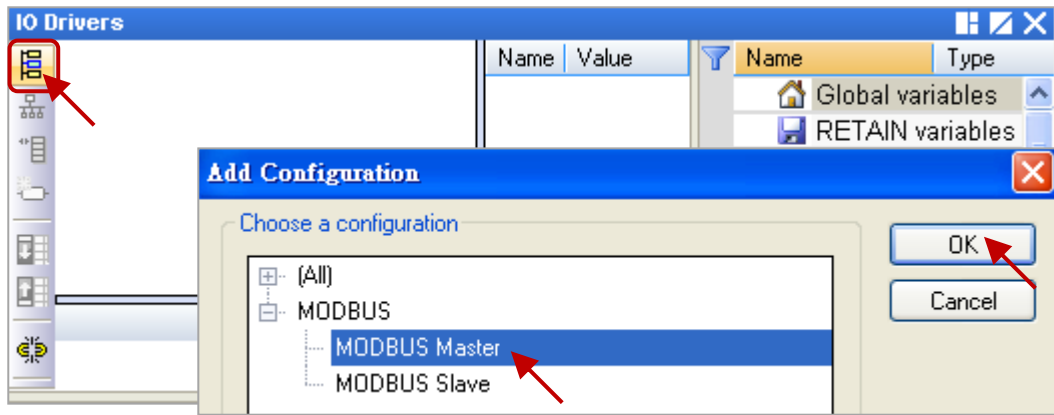 IO Drivers
Name Value
Name Type
Global variables
RETAIN variables
Add Configuration
Choose a configuration
OK
(All)
Cancel
MODBUS
MODBUS Master
MODBUS Slave